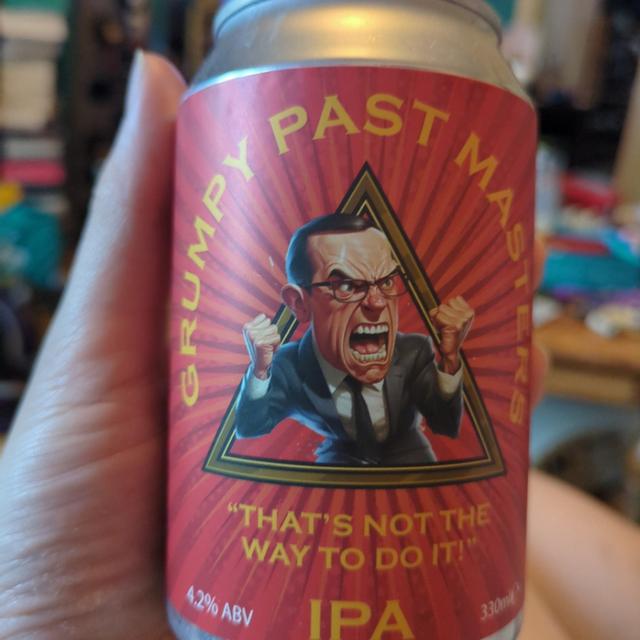 GRUMPY PAST MASTERS
"THAT'S NOT THE
WAY TO DO IT!"
4.2% ABV
IPA
330ml